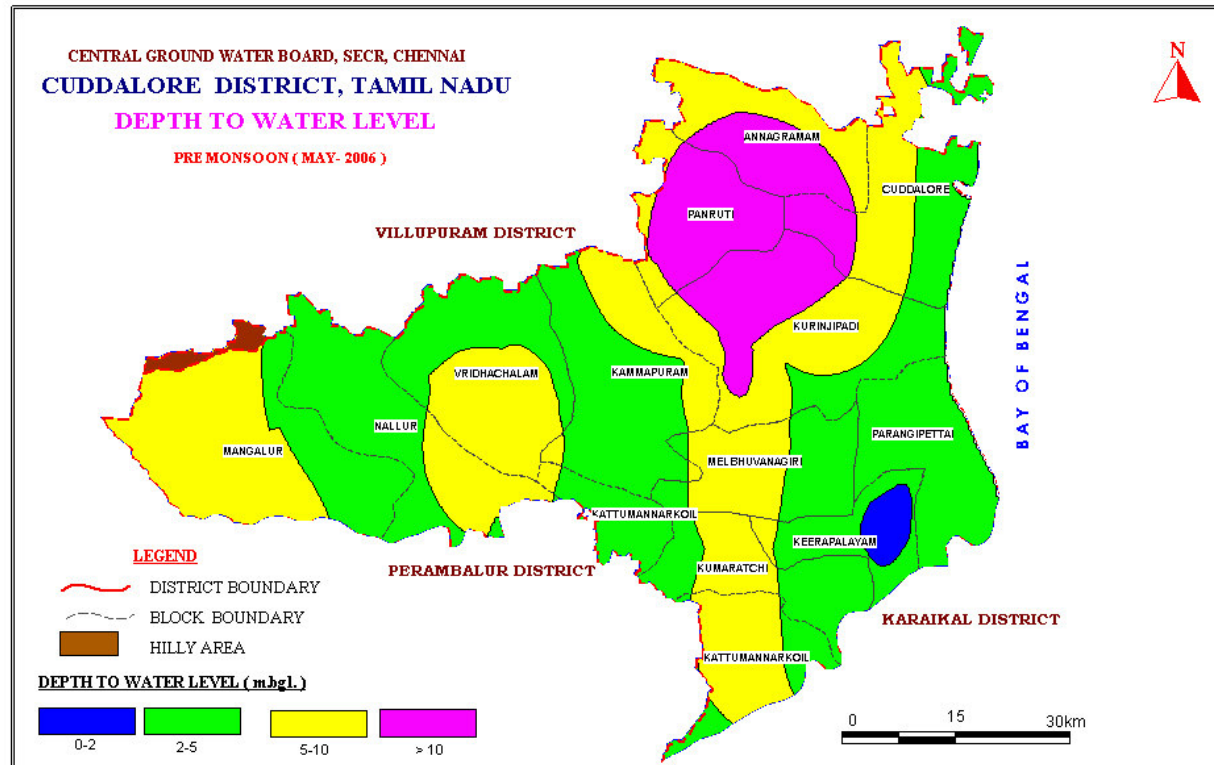 CENTRAL GROUND WATER BOARD, SECR, CHENNAI
CUDDALORE DISTRICT, TAMIL NADU
DEPTH TO WATER LEVEL
PRE MONSOON ( MAY- 2006 )
N
ANNAGRAMAM
CUDDALORE
PANRUTI
VILLUPURAM DISTRICT
BAY OF BENGAL
KURINJIPADI
VRIDHACHALAM
KAMMAPURAM
NALLUR
PARANGIPETTAI
MANGALUR
MELBHUVANAGIRI
KATTUMANNARKOIL
KEERAPALAYAM
PERAMBALUR DISTRICT
KUMARATCHI
KARAIKAL DISTRICT
KATTUMANNARKOIL
LEGEND
DISTRICT BOUNDARY
BLOCK BOUNDARY
HILLY AREA
DEPTH TO WATER LEVEL ( m.bgl. )
0-2 2-5 5-10 > 10
0 15 30km